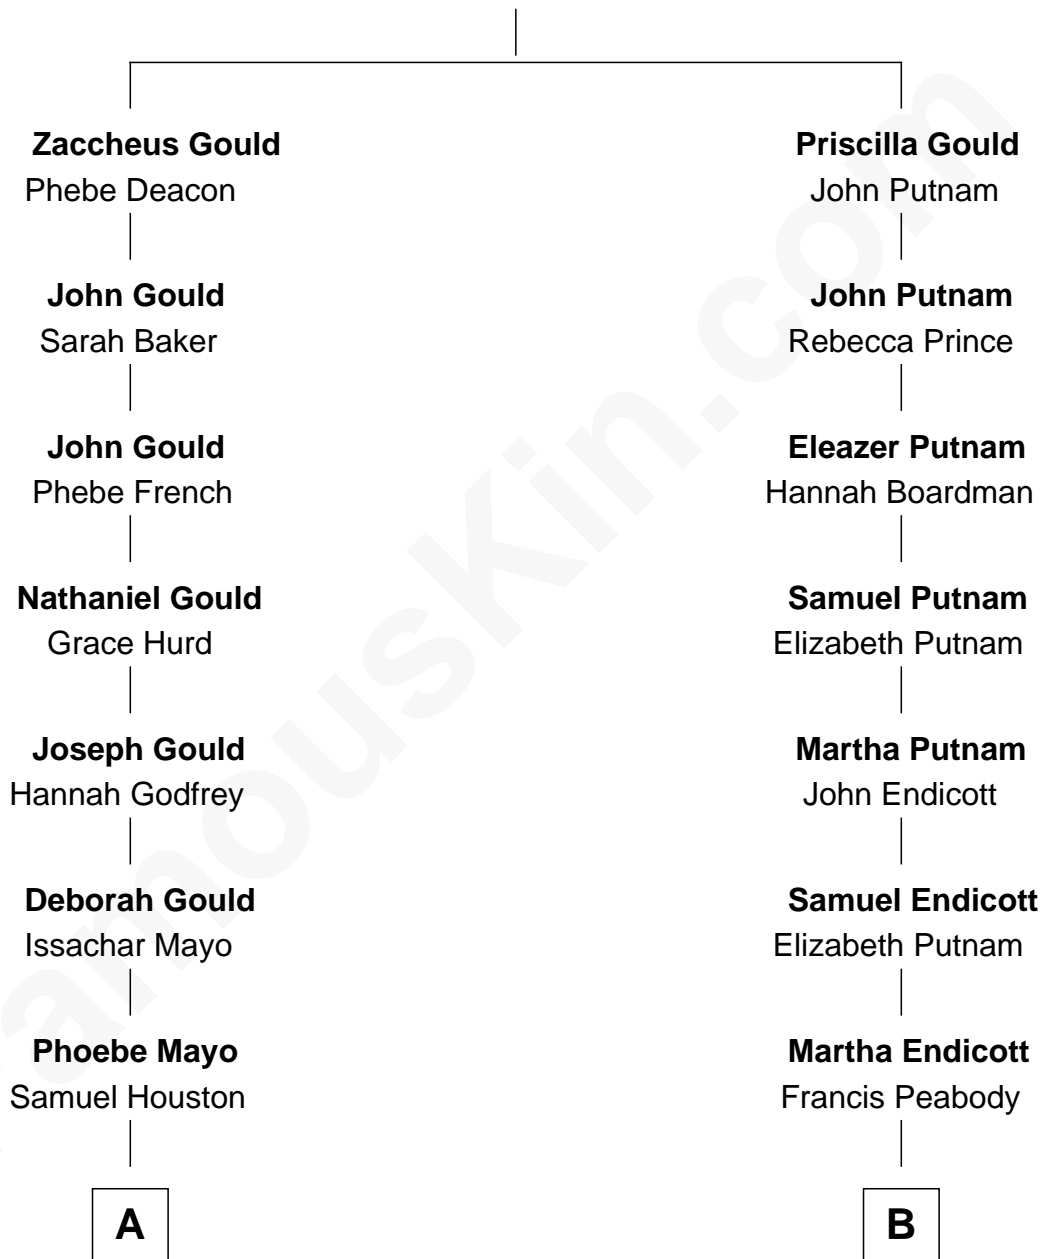 Zaccheus Gould
Phebe Deacon
John Gould
Sarah Baker
John Gould
Phebe French
Nathaniel Gould
Grace Hurd
Joseph Gould
Hannah Godfrey
Deborah Gould
Issachar Mayo
Phoebe Mayo
Samuel Houston
A
Priscilla Gould
John Putnam
John Putnam
Rebecca Prince
Eleazer Putnam
Hannah Boardman
Samuel Putnam
Elizabeth Putnam
Martha Putnam
John Endicott
Samuel Endicott
Elizabeth Putnam
Martha Endicott
Francis Peabody
B
amousKin.com